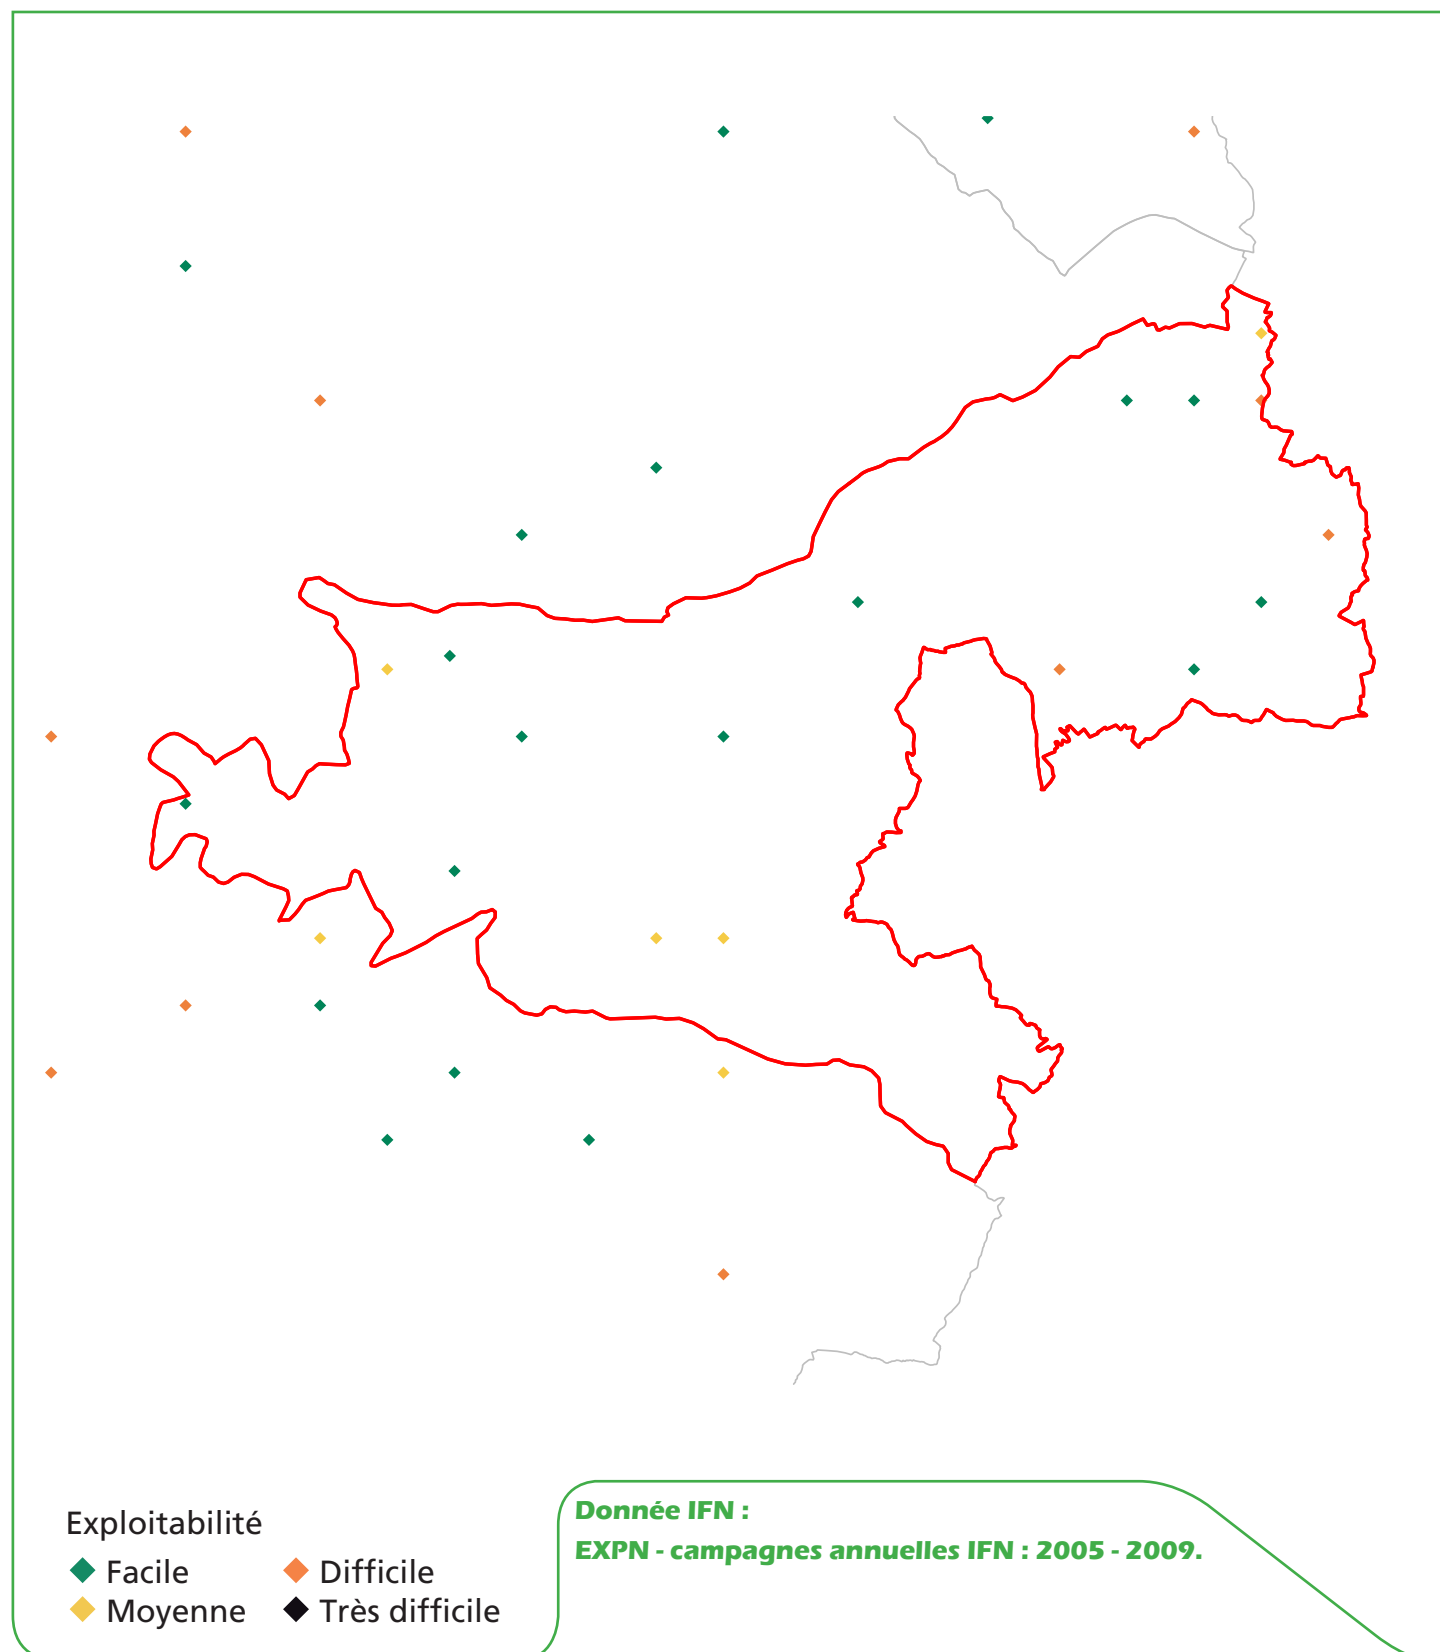 Exploitabilité
Facile
Difficile
Moyenne
Très difficile
Donnée IFN :
EXPN - campagnes annuelles IFN : 2005 - 2009.